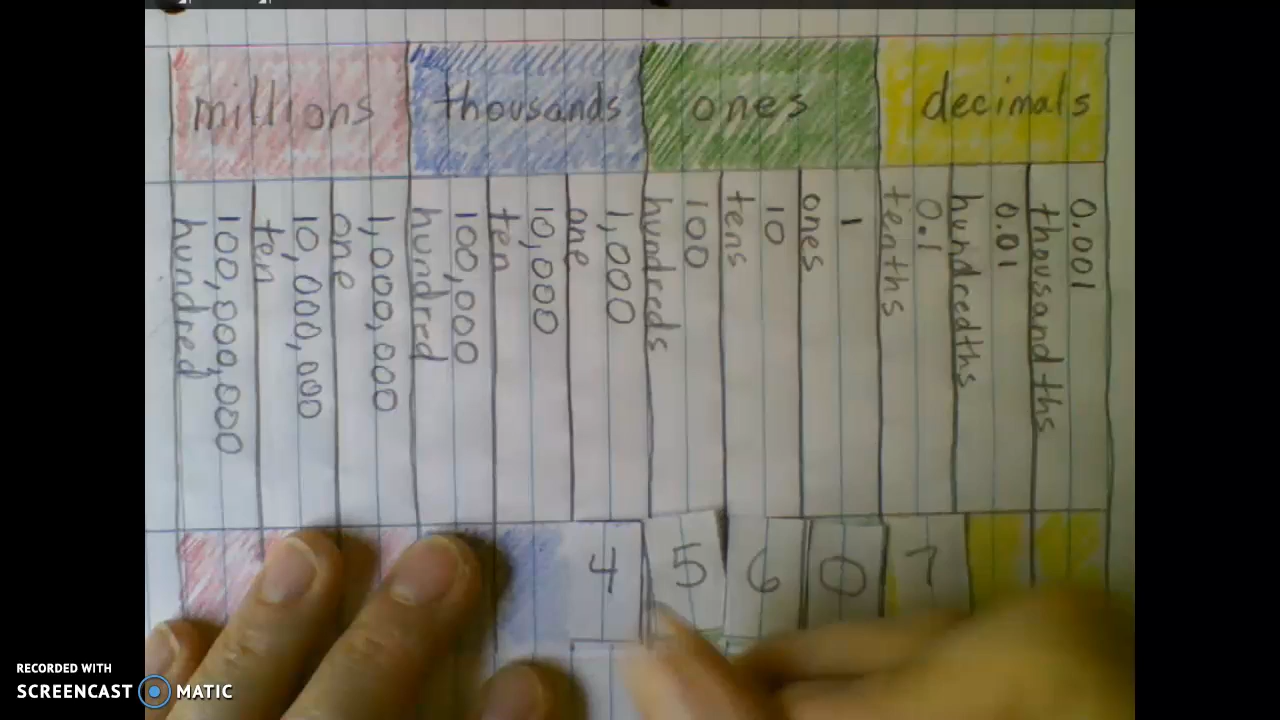 millions thousands ones decimals
100,000,000
hundred
10,000,000
ten
1,000,000
one
100,000
hundred
10,000
ten
1,000
one
100
hundreds
10
tens
1
ones
0.1
tenths
0.01
hundredths
0.001
thousandths
4 5 6 0 7
RECORDED WITH
SCREENCAST MATIC